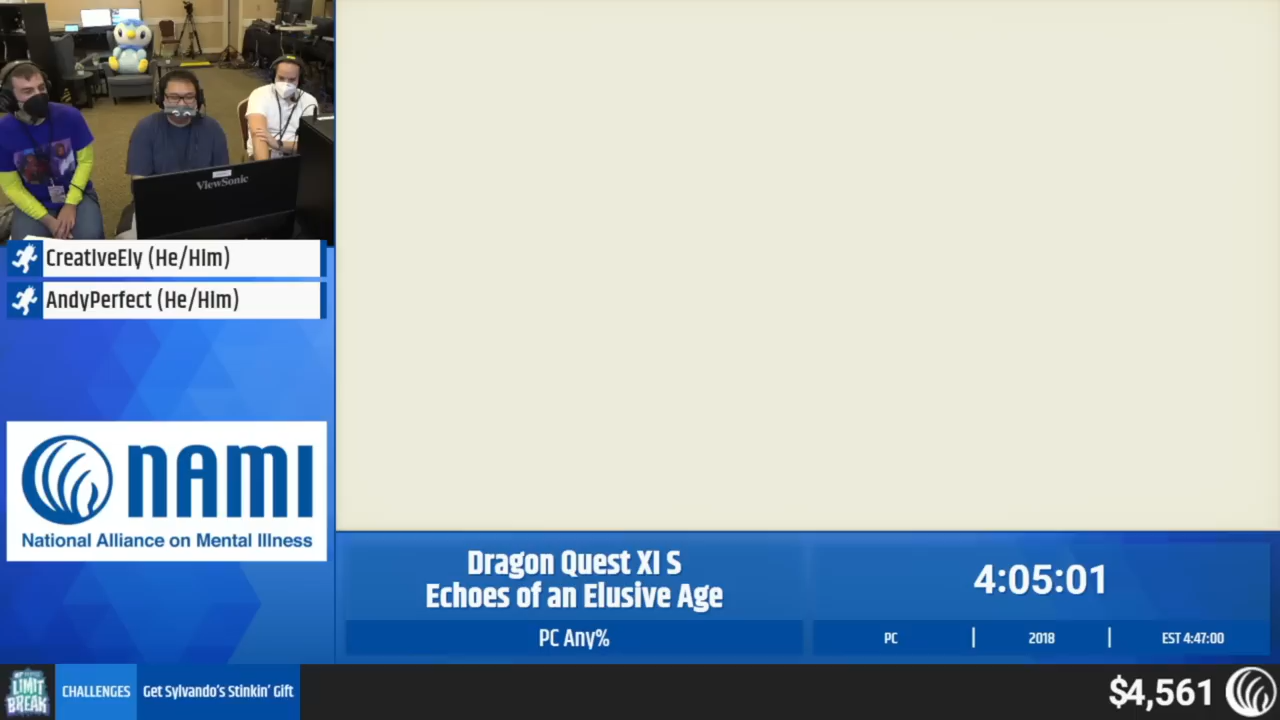 ViewSonic
CreatIveEly (He/HIm)
AndyPerfect (He/HIm)
NAMI
National Alliance on Mental Illness
Dragon Quest XI S
Echoes of an Elusive Age
PC Any%
4:05:01
PC
2018
EST 4:47:00
LIMIT
BREAK
CHALLENGES
Get Sylvando's Stinkin' Gift
$4,561